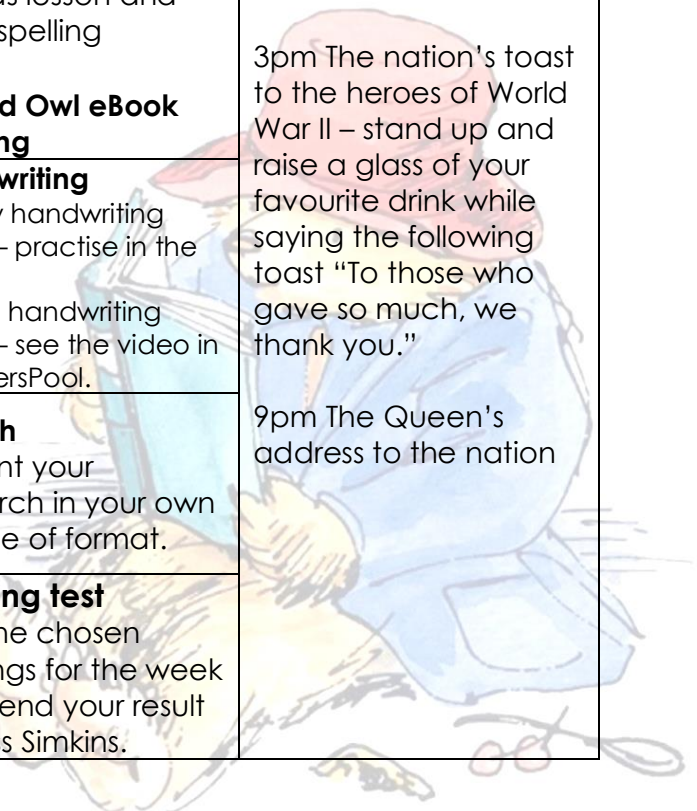 as lesson and
spelling
d Owl eBook
ng
writing
y handwriting
– practise in the
handwriting
– see the video in
ersPool.
h
nt your
rch in your own
e of format.
ng test
he chosen
ngs for the week
end your result
s Simkins.
3pm The nation’s toast
to the heroes of World
War II – stand up and
raise a glass of your
favourite drink while
saying the following
toast “To those who
gave so much, we
thank you.”
9pm The Queen’s
address to the nation